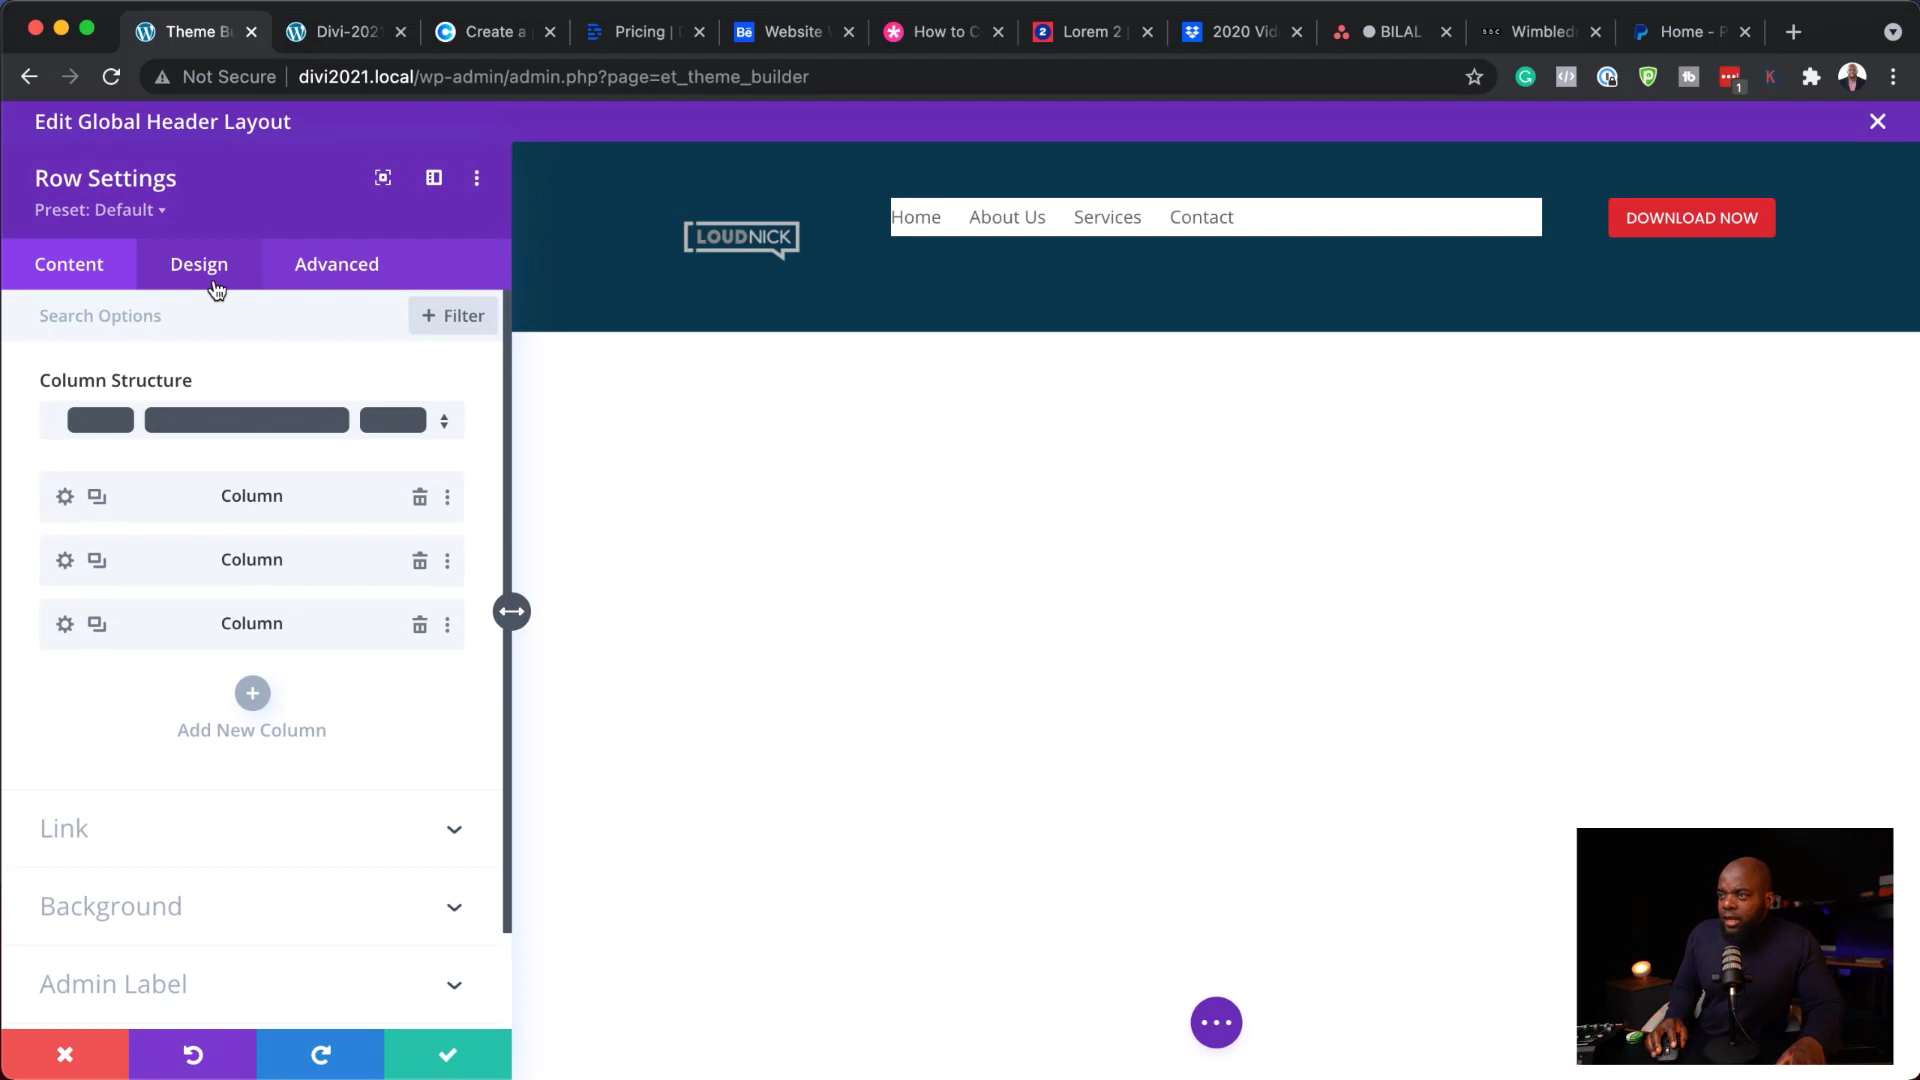 Theme Bu
Divi-2021
Create a
Pricing |
Website
How to C
Lorem 2 |
2020 Vid
BILAL
Wimbled
Home - P
Not Secure
divi2021.local/wp-admin/admin.php?page=et_theme_builder
1
Edit Global Header Layout
Row Settings
Preset: Default
Content
Design
Advanced
Search Options
+ Filter
Column Structure
Column
Column
Column
Add New Column
Link
Background
Admin Label
LOUDNICK
Home
About Us
Services
Contact
DOWNLOAD NOW